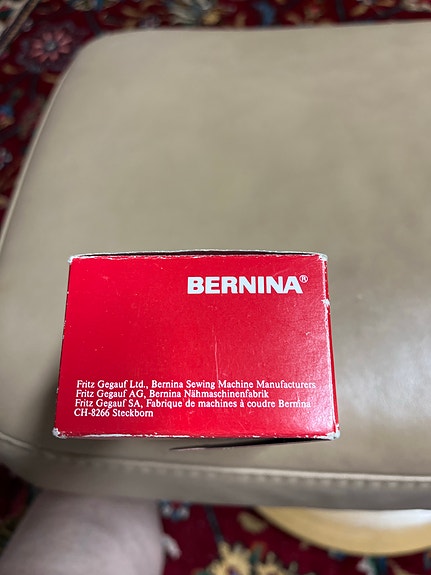 BERNINA®
Fritz Gegauf Ltd., Bernina Sewing Machine Manufacturers
Fritz Gegauf AG, Bernina Nähmaschinenfabrik
Fritz Gegauf SA, Fabrique de machines à coudre Bernina
CH-8266 Steckborn